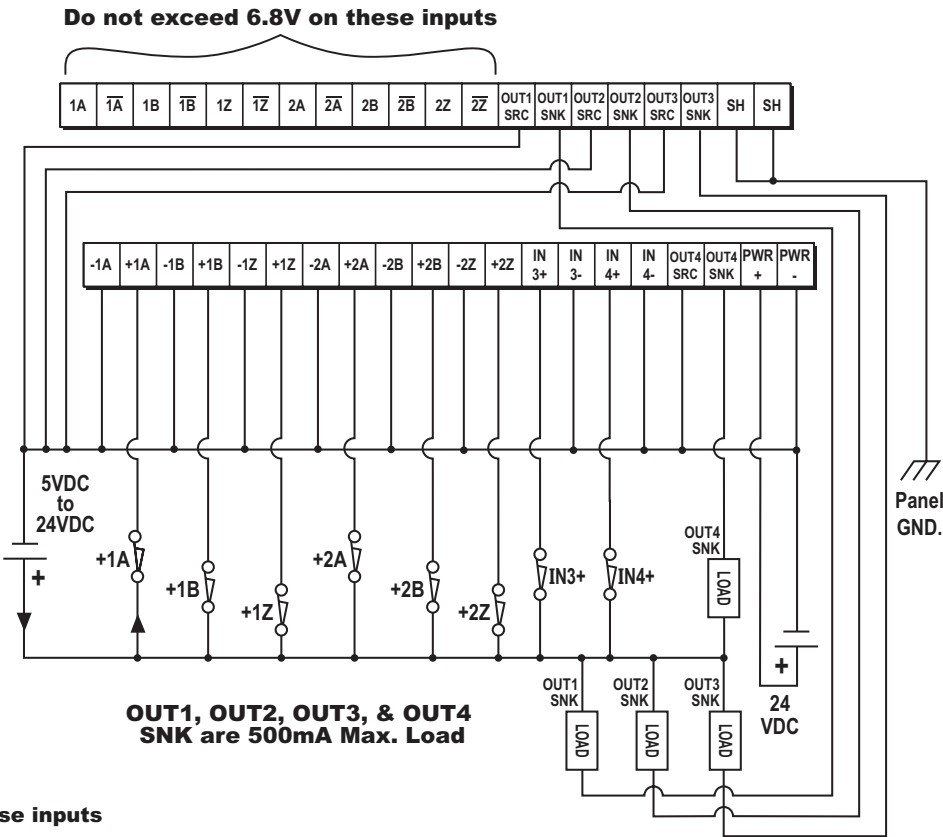 Do not exceed 6.8V on these inputs
1A 1A̅ 1B 1B̅ 1Z 1Z̅ 2A 2A̅ 2B 2B̅ 2Z 2Z̅ OUT1 SRC OUT1 SNK OUT2 SRC OUT2 SNK OUT3 SRC OUT3 SNK SH SH
-1A +1A -1B +1B -1Z +1Z -2A +2A -2B +2B -2Z +2Z IN 3+ IN 3- IN 4+ IN 4- OUT4 SRC OUT4 SNK PWR + PWR -
5VDC
to
24VDC
+
Panel
GND.
+1A
+1B
+1Z
+2A
+2B
+2Z
IN3+
IN4+
OUT4
SNK
LOAD
+
24
VDC
OUT1
SNK
LOAD
OUT2
SNK
LOAD
OUT3
SNK
LOAD
OUT1, OUT2, OUT3, & OUT4
SNK are 500mA Max. Load
se inputs